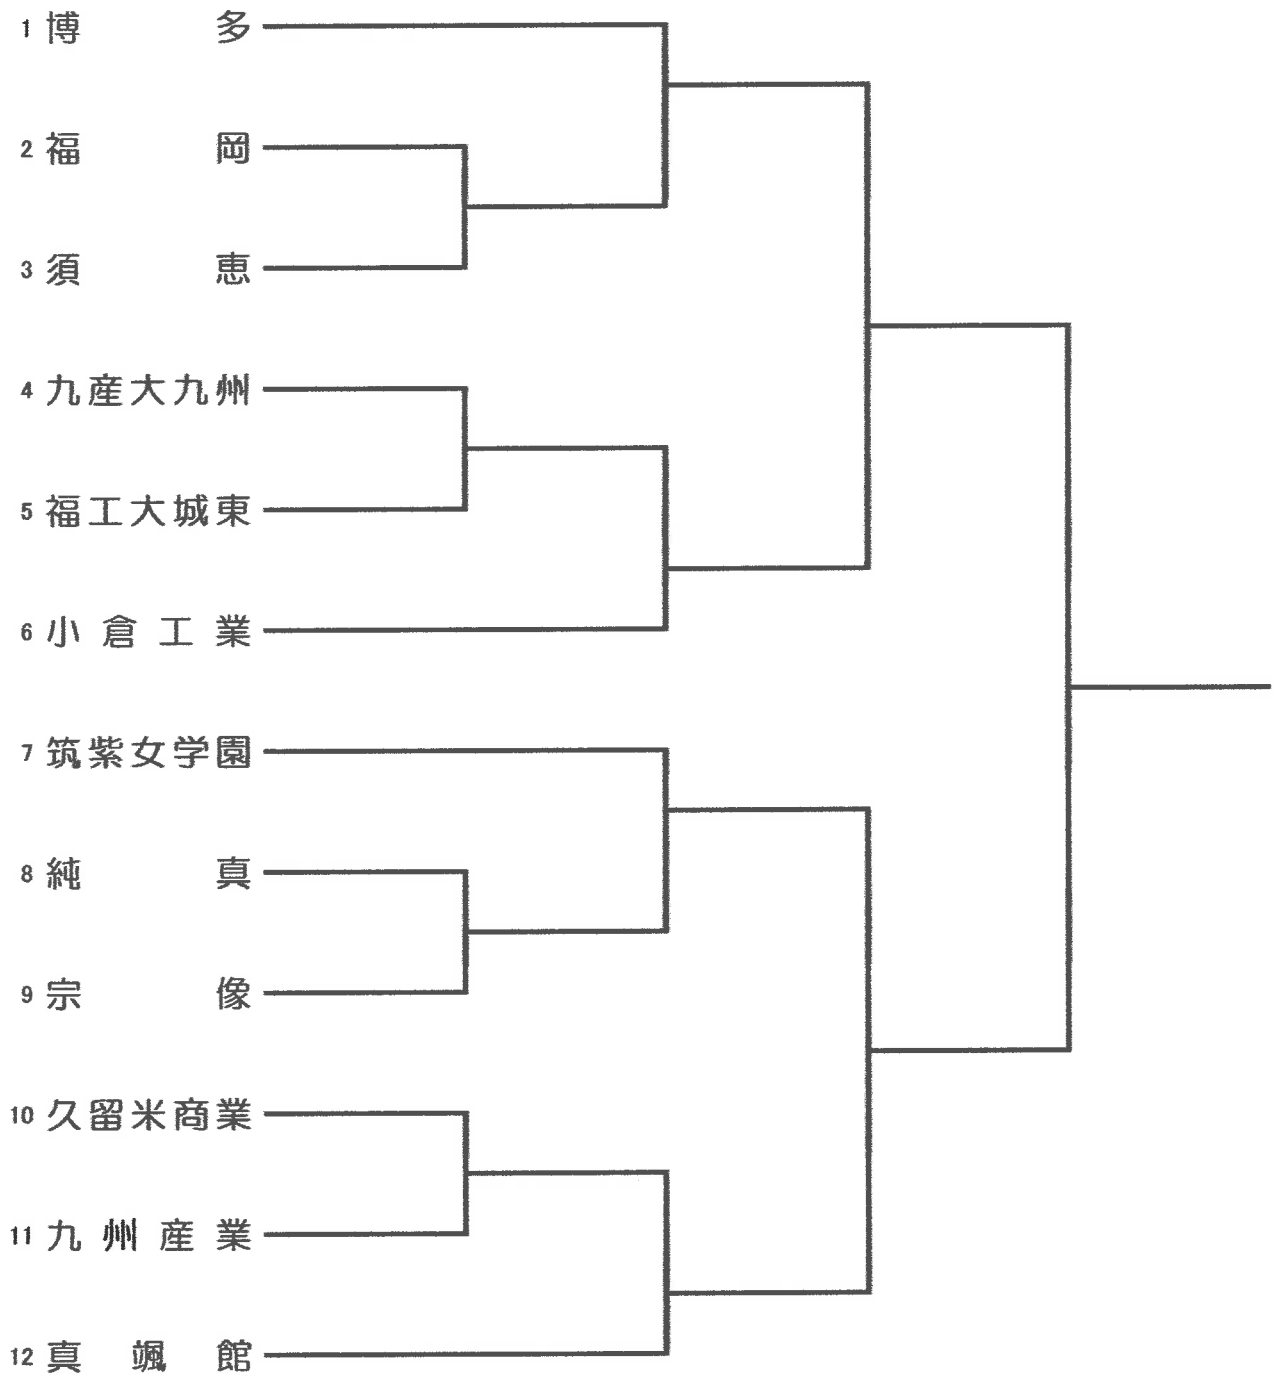 1 博多
2 福岡
3 須恵
4 九産大九州
5 福工大城東
6 小倉工業
7 筑紫女学園
8 純真
9 宗像
10 久留米商業
11 九州産業
12 真颯館